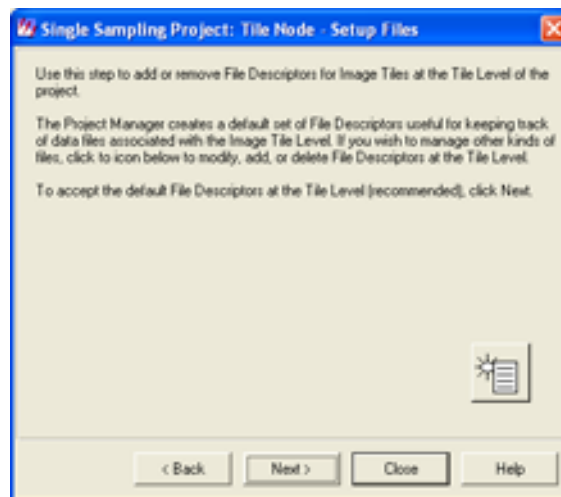 Single Sampling Project: Tile Node - Setup Files
Use this step to add or remove File Descriptors for Image Tiles at the Tile Level of the
project.
The Project Manager creates a default set of File Descriptors useful for keeping track
of data files associated with the Image Tile Level. If you wish to manage other kinds of
files, click to icon below to modify, add, or delete File Descriptors at the Tile Level.
To accept the default File Descriptors at the Tile Level (recommended), click Next.
< Back Next > Close Help